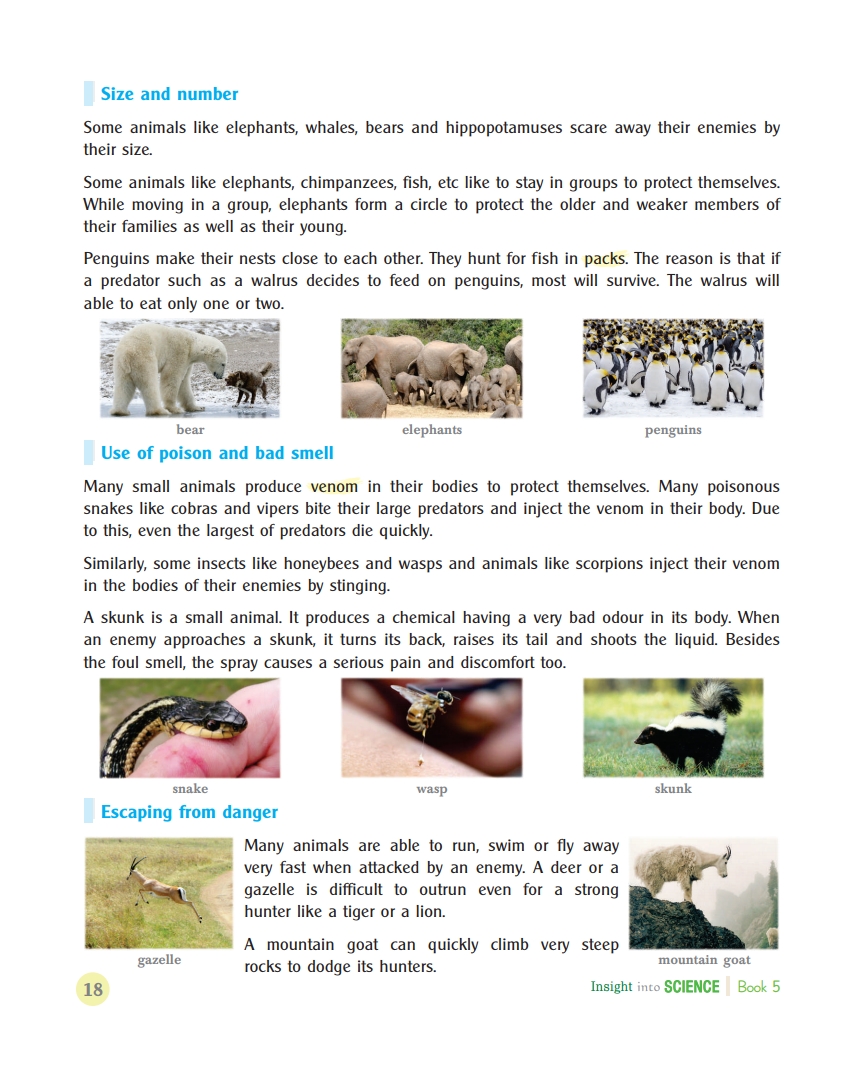 Size and number
Some animals like elephants, whales, bears and hippopotamuses scare away their enemies by
their size.
Some animals like elephants, chimpanzees, fish, etc like to stay in groups to protect themselves.
While moving in a group, elephants form a circle to protect the older and weaker members of
their families as well as their young.
Penguins make their nests close to each other. They hunt for fish in packs. The reason is that if
a predator such as a walrus decides to feed on penguins, most will survive. The walrus will
able to eat only one or two.
bear
elephants
penguins
Use of poison and bad smell
Many small animals produce venom in their bodies to protect themselves. Many poisonous
snakes like cobras and vipers bite their large predators and inject the venom in their body. Due
to this, even the largest of predators die quickly.
Similarly, some insects like honeybees and wasps and animals like scorpions inject their venom
in the bodies of their enemies by stinging.
A skunk is a small animal. It produces a chemical having a very bad odour in its body. When
an enemy approaches a skunk, it turns its back, raises its tail and shoots the liquid. Besides
the foul smell, the spray causes a serious pain and discomfort too.
snake
wasp
skunk
Escaping from danger
Many animals are able to run, swim or fly away
very fast when attacked by an enemy. A deer or a
gazelle is difficult to outrun even for a strong
hunter like a tiger or a lion.
A mountain goat can quickly climb very steep
rocks to dodge its hunters.
gazelle
mountain goat
18
Insight into SCIENCE Book 5